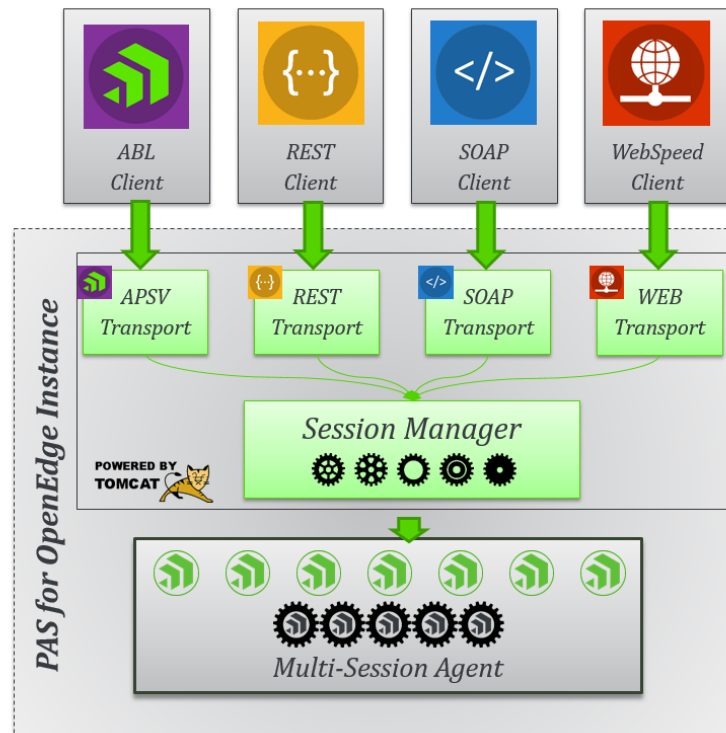 ABL
Client
REST
Client
SOAP
Client
WebSpeed
Client
PAS for OpenEdge Instance
APSV
Transport
REST
Transport
SOAP
Transport
WEB
Transport
Session Manager
POWERED BY
TOMCAT
Multi-Session Agent